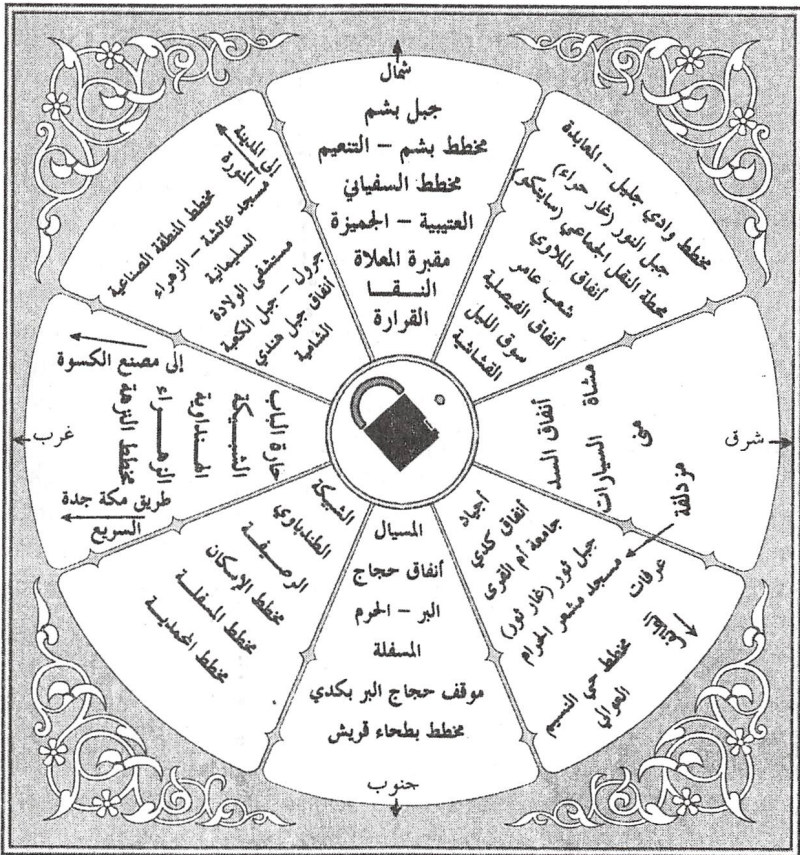 شمال
جبل بشم
مخطط بشم – التنعيم
مخطط السفياني
العتيبية – الجميزة
مقبرة المعلاة
النقا
القرارة
مخطط وادي جليل – المعابدة
جبل النور (غار حراء)
محطة النقل الجماعي (سابتكو)
أنفاق الملاوي
شعب عامر
أنفاق الفيصلية
سوق الليل
القشاشية
شرق
مزدلفة
منى
مشاة
السيارات
أنفاق السد
أجياد
أنفاق كدي
جامعة أم القرى
جبل ثور (غار ثور)
مسجد مشعر الحرام
عرفات
مخطط حي النسيم
العوالي
المسيال
أنفاق حجاج
البر – الحرم
المسفلة
موقف حجاج البر بكدي
مخطط بطحاء قريش
جنوب
الشبيكة
الطندباوي
الرصيفة
مخطط الإسكان
مخطط المسفلة
مخطط المحمدية
غرب
إلى مصنع الكسوة
حارة الباب
الشبيكة
الهنداوية
الزهراء
مخطط النزهة
طريق مكة جدة
السريع
إلى المدينة
المنورة
مخطط المنطقة الصناعية
مسجد عائشة – الزهراء
السليمانية
مستشفى الولادة
جرول – جبل الكعبة
أنفاق جبل هندي
الشامية